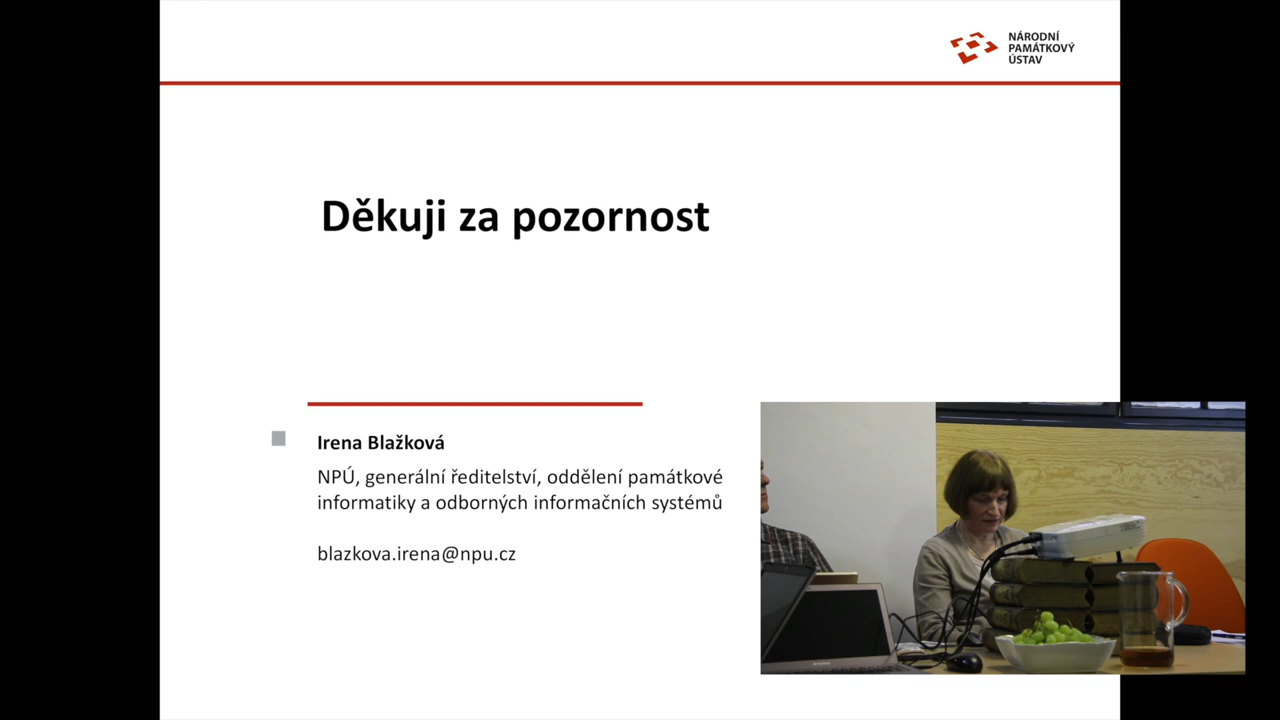 NÁRODNÍ
PAMÁTKOVÝ
ÚSTAV
Děkuji za pozornost
Irena Blažková
NPÚ, generální ředitelství, oddělení památkové
informatiky a odborných informačních systémů
blazkova.irena@npu.cz